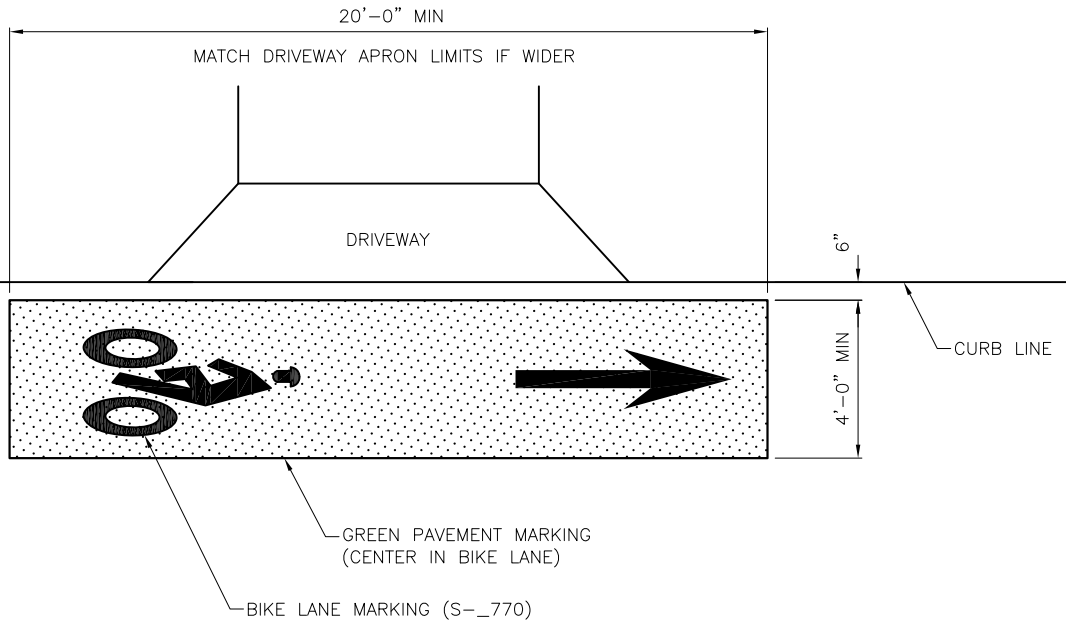 20'-0" MIN
MATCH DRIVEWAY APRON LIMITS IF WIDER
DRIVEWAY
6"
4'-0" MIN
CURB LINE
GREEN PAVEMENT MARKING
(CENTER IN BIKE LANE)
BIKE LANE MARKING (S-_770)